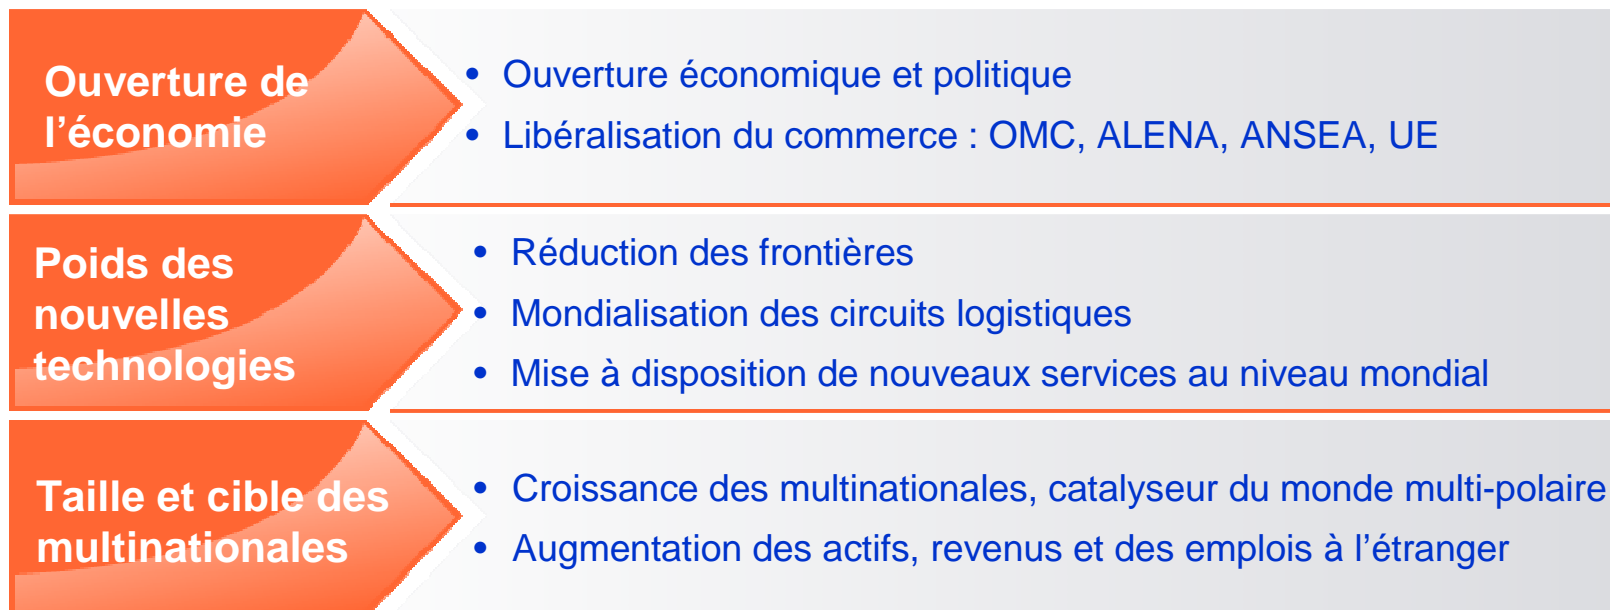 Ouverture de
l’économie
• Ouverture économique et politique
• Libéralisation du commerce : OMC, ALENA, ANSEA, UE
Poids des
nouvelles
technologies
• Réduction des frontières
• Mondialisation des circuits logistiques
• Mise à disposition de nouveaux services au niveau mondial
Taille et cible des
multinationales
• Croissance des multinationales, catalyseur du monde multi-polaire
• Augmentation des actifs, revenus et des emplois à l’étranger